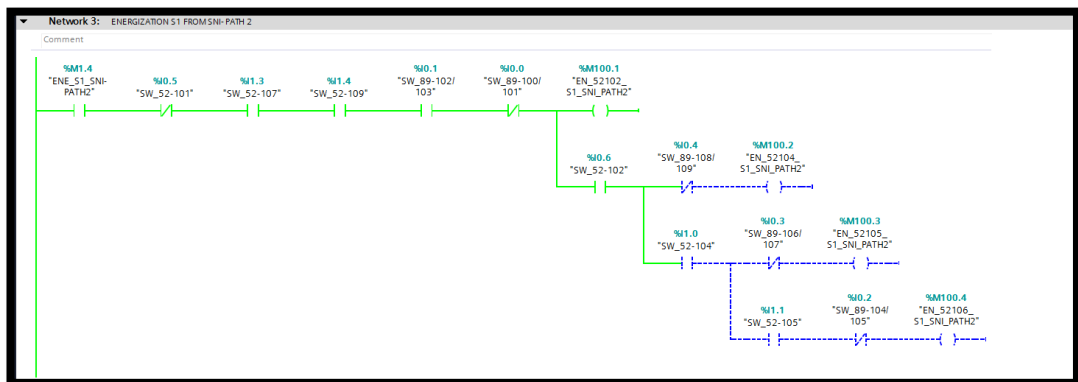 Network 3: ENERGIZATION S1 FROM SNI- PATH 2
Comment
%M1.4
"ENE_S1_SNI-
PATH2"
%I0.5
"SW_52-101"
%I1.3
"SW_52-107"
%I1.4
"SW_52-109"
%I0.1
"SW_89-102/
103"
%I0.0
"SW_89-100/
101"
%M100.1
"EN_52102_
S1_SNI_PATH2"
%I0.6
"SW_52-102"
%I0.4
"SW_89-108/
109"
%M100.2
"EN_52104_
S1_SNI_PATH2"
%I1.0
"SW_52-104"
%I0.3
"SW_89-106/
107"
%M100.3
"EN_52105_
S1_SNI_PATH2"
%I1.1
"SW_52-105"
%I0.2
"SW_89-104/
105"
%M100.4
"EN_52106_
S1_SNI_PATH2"